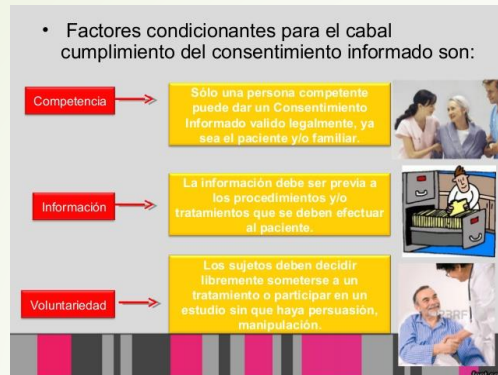 • Factores condicionantes para el cabal
cumplimiento del consentimiento informado son:
Competencia
Sólo una persona competente
puede dar un Consentimiento
Informado valido legalmente, ya
sea el paciente y/o familiar.
Información
La información debe ser previa a
los procedimientos y/o
tratamientos que se deben efectuar
al paciente.
Voluntariedad
Los sujetos deben decidir
libremente someterse a un
tratamiento o participar en un
estudio sin que haya persuasión,
manipulación.